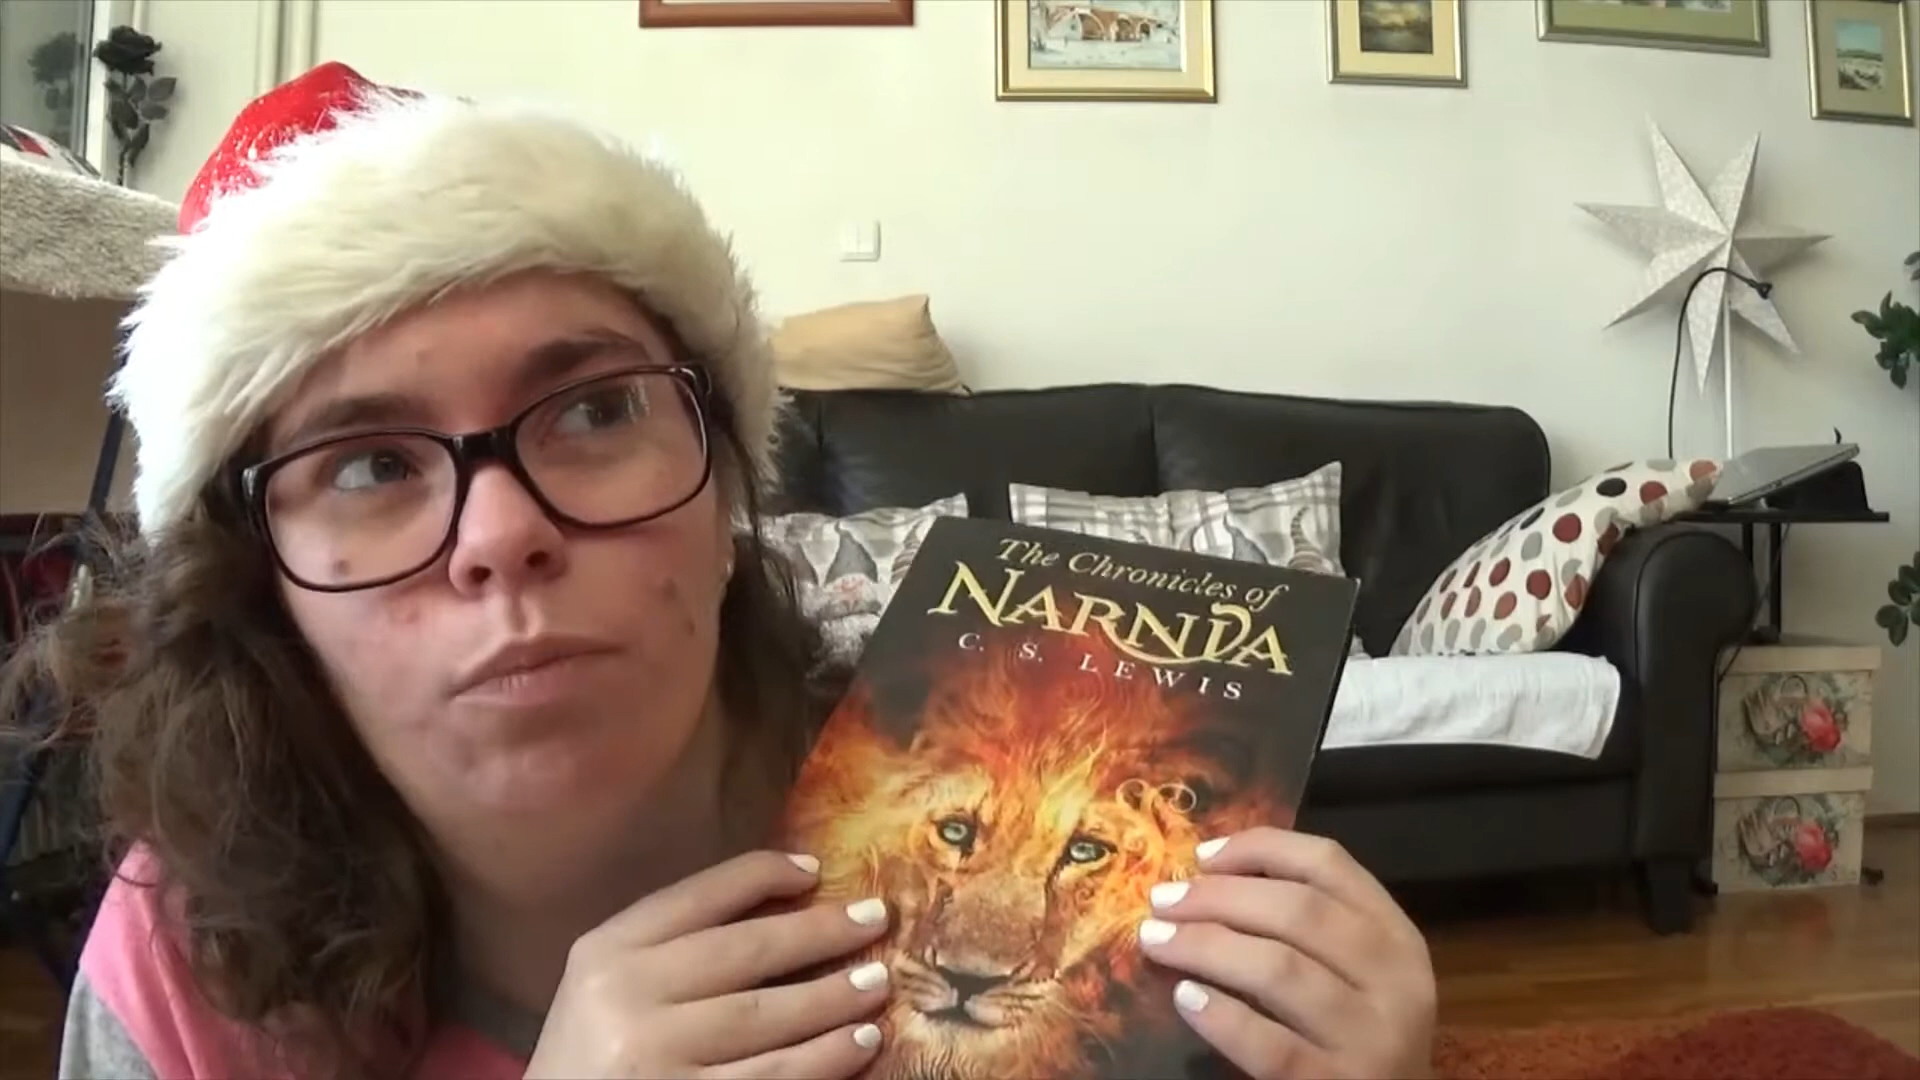 The Chronicles of
NARNIA
C. S. LEWIS